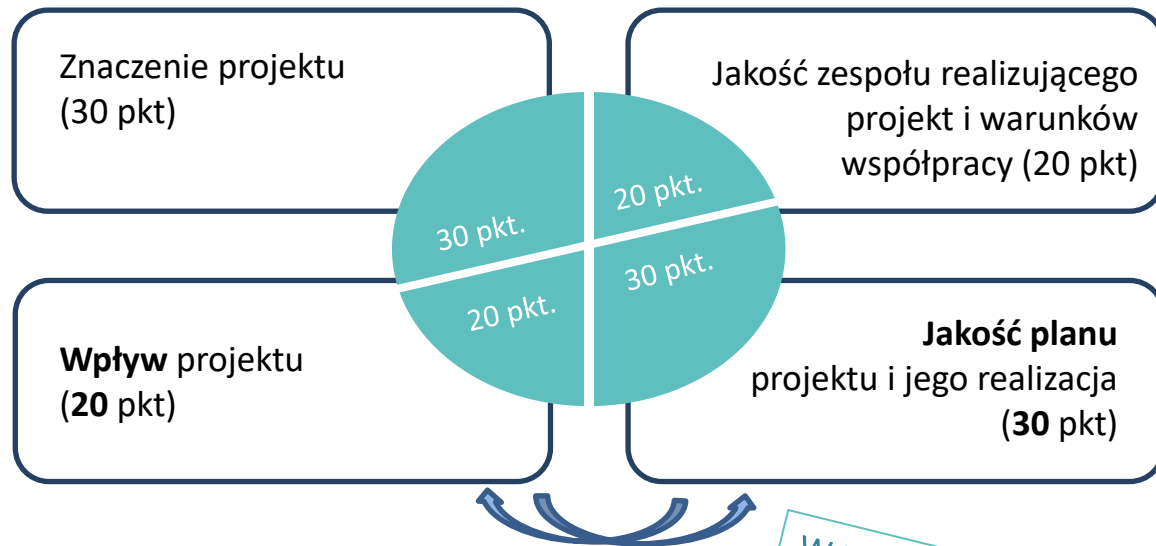 Znaczenie projektu
(30 pkt)
Jakość zespołu realizującego
projekt i warunków
współpracy (20 pkt)
30 pkt.
20 pkt.
20 pkt.
30 pkt.
Wpływ projektu
(20 pkt)
Jakość planu
projektu i jego realizacja
(30 pkt)